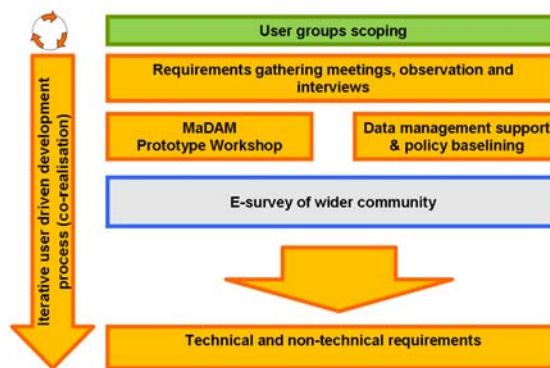 User groups scoping
Requirements gathering meetings, observation and
interviews
MaDAM
Prototype Workshop
Data management support
& policy baselining
E-survey of wider community
Technical and non-technical requirements
Iterative user driven development
process (co-realisation)